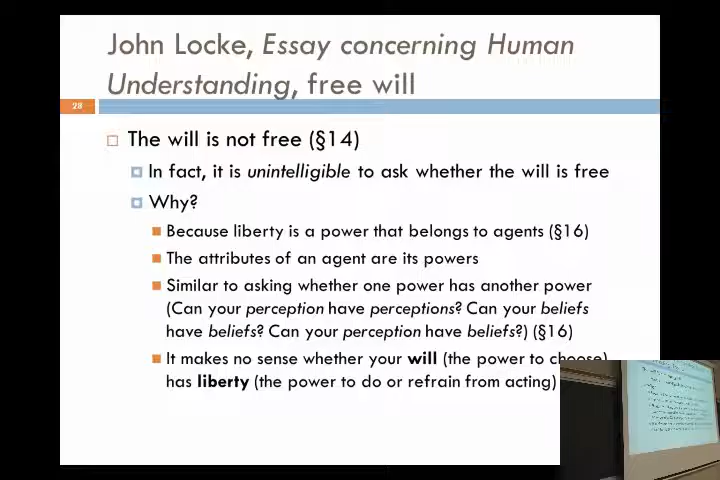 John Locke, Essay concerning Human
Understanding, free will
28
The will is not free (§14)
In fact, it is unintelligible to ask whether the will is free
Why?
Because liberty is a power that belongs to agents (§16)
The attributes of an agent are its powers
Similar to asking whether one power has another power
(Can your perception have perceptions? Can your beliefs
have beliefs? Can your perception have beliefs?) (§16)
It makes no sense whether your will (the power to choose)
has liberty (the power to do or refrain from acting)